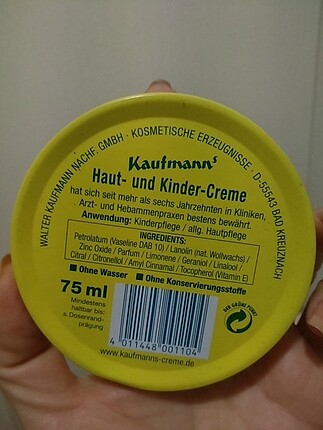 WALTER KAUFMANN NACHF. GMBH · KOSMETISCHE ERZEUGNISSE · D-55543 BAD KREUZNACH
Kaufmanns
Haut- und Kinder-Creme
hat sich seit mehr als sechs Jahrzehnten in Kliniken,
Arzt- und Hebammenpraxen bestens bewährt.
Anwendung: Kinderpflege / allg. Hautpflege
INGREDIENTS:
Petrolatum (Vaseline DAB 10) / Lanolin (nat. Wollwachs) /
Zinc Oxide / Parfum / Limonene / Geraniol / Linalool /
Citral / Citronellol / Amyl Cinnamal / Tocopherol (Vitamin E)
■ Ohne Wasser ■ Ohne Konservierungsstoffe
75 ml
Mindestens
haltbar bis:
s. Dosenrand-
prägung
4 011448 001104
DER GRÜNE PUNKT
www.kaufmanns-creme.de